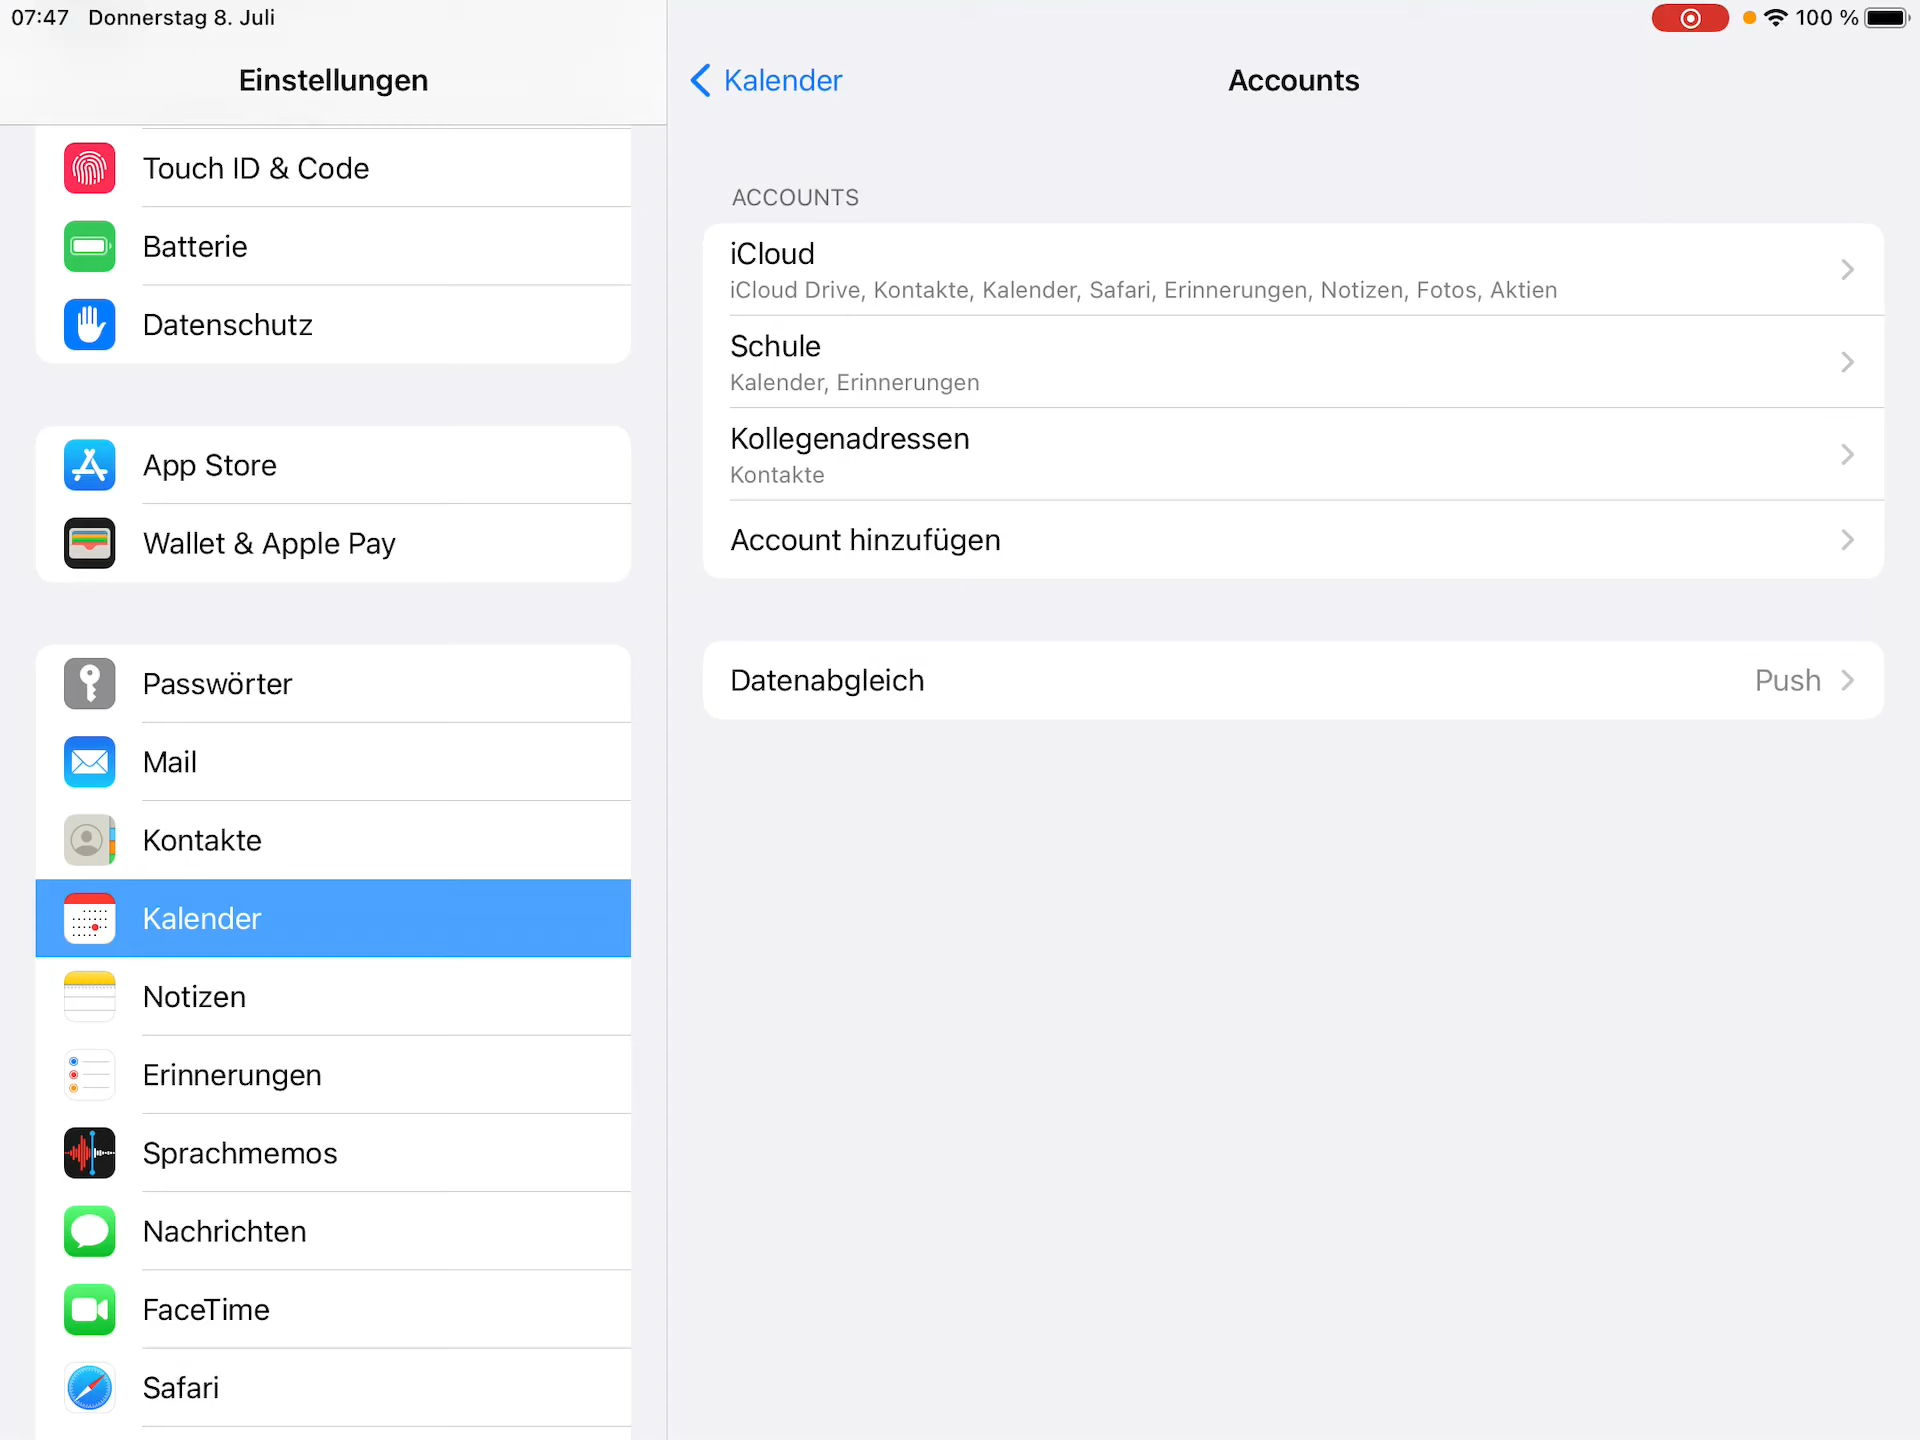 07:47 Donnerstag 8. Juli
100 %
Einstellungen
Touch ID & Code
Batterie
Datenschutz
App Store
Wallet & Apple Pay
Passwörter
Mail
Kontakte
Kalender
Notizen
Erinnerungen
Sprachmemos
Nachrichten
FaceTime
Safari
Kalender
Accounts
ACCOUNTS
iCloud
iCloud Drive, Kontakte, Kalender, Safari, Erinnerungen, Notizen, Fotos, Aktien
Schule
Kalender, Erinnerungen
Kollegenadressen
Kontakte
Account hinzufügen
Datenabgleich Push